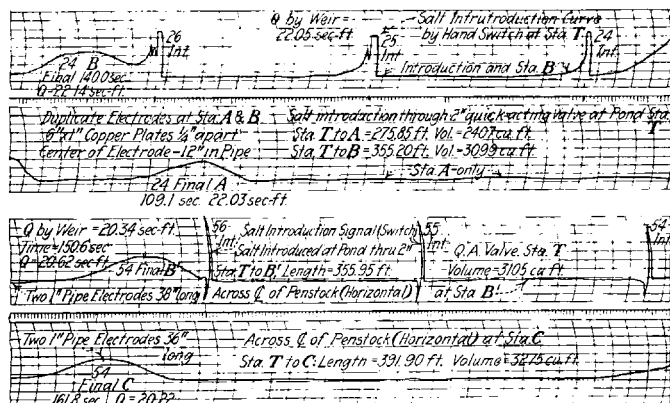 26 Int.
Q by Weir = 22.05 sec-ft.
Salt Intrutroduction Curve
by Hand Switch at Sta. T.
25 Int.
24 Int
24 B
Final 140.0 sec.
Q=22.14 sec-ft.
Introduction and Sta. B
Duplicate Electrodes at Sta. A & B
6"x1" Copper Plates 1/4" apart
Center of Electrode-12" in Pipe
Salt introduction through 2" quick-acting valve at Pond Sta. T
Sta. T to A=275.85 ft. Vol.=2407 cu ft.
Sta. T to B=355.20 ft. Vol=3099 cu ft.
Sta A-only
24 Final A
109.1 sec. 22.03 sec-ft.
Q by Weir = 20.34 sec-ft.
Time=150.6 sec
Q=20.62 sec-ft.
54 Final B'
56 Int.
Salt Introduction Signal (Switch)
Salt Introduced at Pond thru 2"
Sta. T to B'. Length=355.95 ft.
55 Int.
Q.A. Valve. Sta. T
Volume=3105 cu ft.
54 Int
Two 1" Pipe Electrodes 36" long
Across ℄ of Penstock (Horizontal)
at Sta B'
Two 1" Pipe Electrodes 36" long
Across ℄ of Penstock (Horizontal) at Sta. C
Sta. T to C: Length=391.90 ft. Volume=3275 cu ft.
54
Final C
161.8 sec. Q=20.22